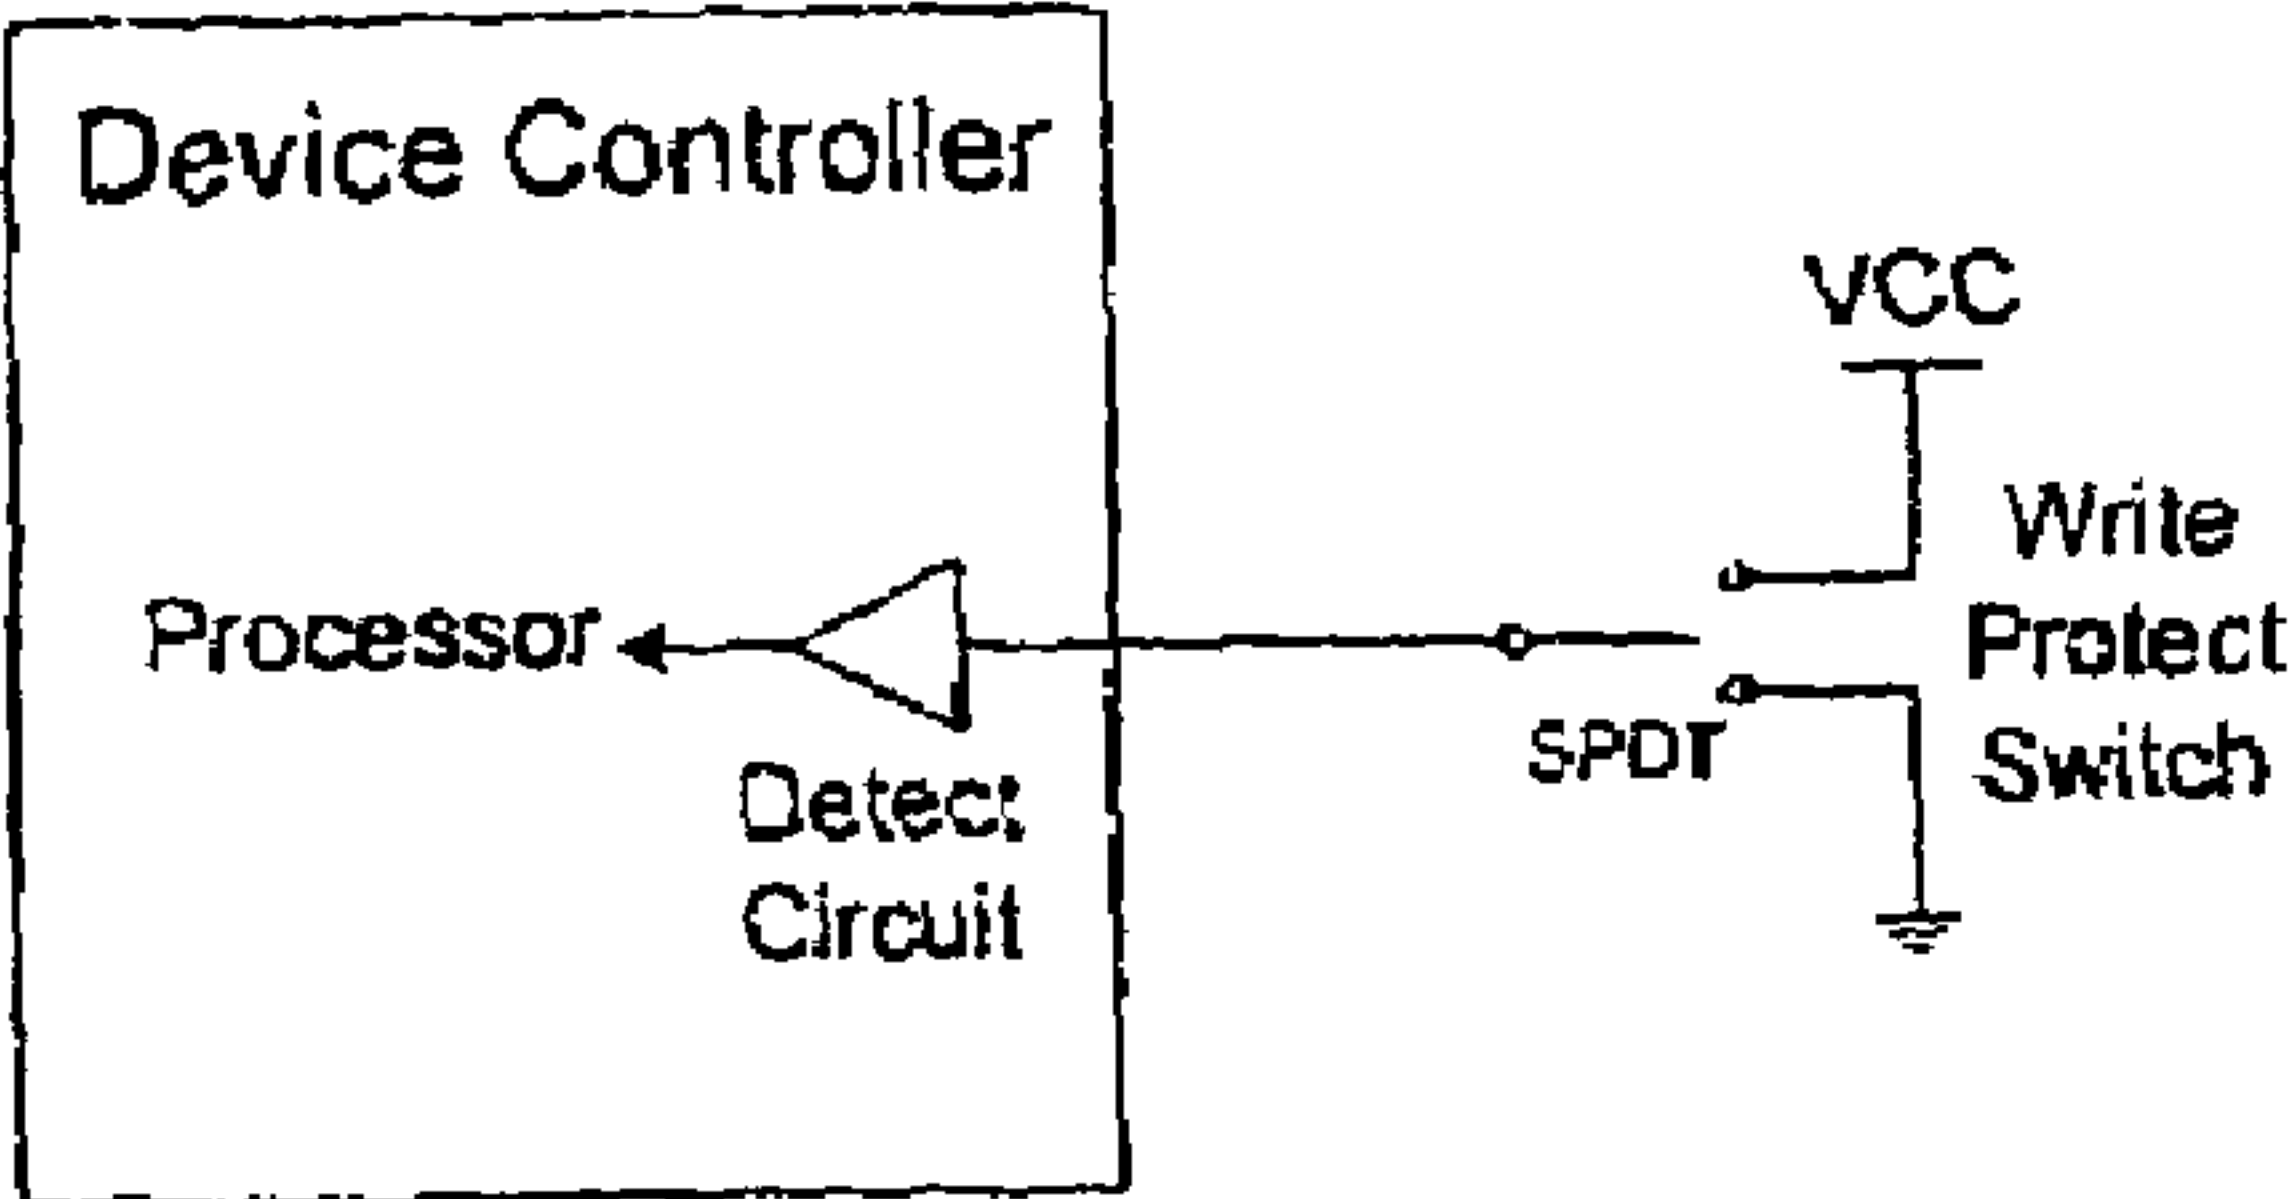 Device Controller
VCC
Write
Protect
Switch
Processor
SPDT
Detect
Circuit